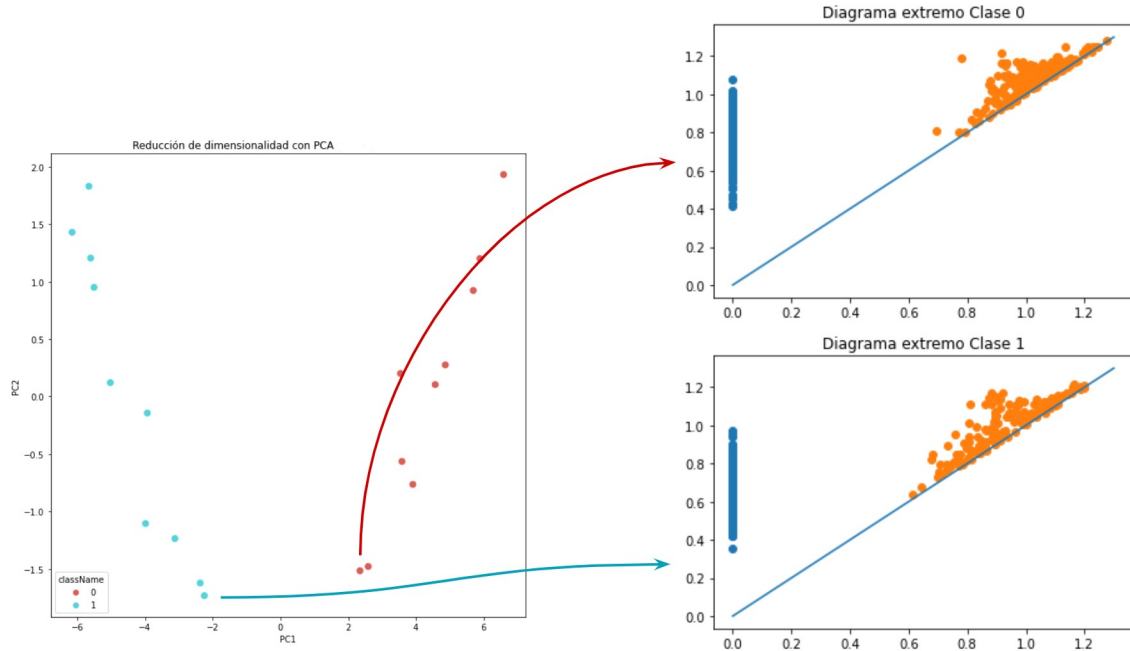 Reducción de dimensionalidad con PCA
2.0
1.5
1.0
0.5
0.0
−0.5
−1.0
−1.5
PC2
className
0
1
−6 −4 −2 0 2 4 6
PC1
Diagrama extremo Clase 0
1.2
1.0
0.8
0.6
0.4
0.2
0.0
0.0 0.2 0.4 0.6 0.8 1.0 1.2
Diagrama extremo Clase 1
1.2
1.0
0.8
0.6
0.4
0.2
0.0
0.0 0.2 0.4 0.6 0.8 1.0 1.2